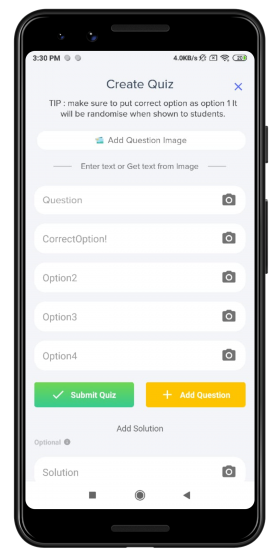 3:30 PM
4.0KB/s
Create Quiz
TIP : make sure to put correct option as option 1 It
will be randomise when shown to students.
Add Question Image
Enter text or Get text from Image
Question
CorrectOption!
Option2
Option3
Option4
Submit Quiz
Add Question
Add Solution
Optional
Solution